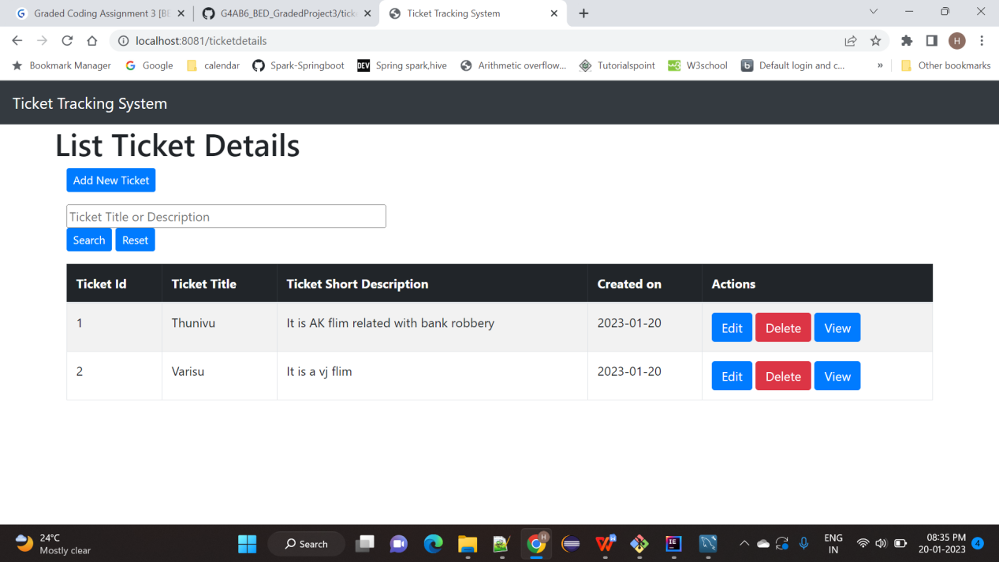 Graded Coding Assignment 3 [BE
G4AB6_BED_GradedProject3/tick
Ticket Tracking System
localhost:8081/ticketdetails
H
Bookmark Manager
Google
calendar
Spark-Springboot
DEV
Spring spark,hive
Arithmetic overflow...
Tutorialspoint
W3school
Default login and c...
»
Other bookmarks
Ticket Tracking System
List Ticket Details
Add New Ticket
Ticket Title or Description
Search Reset
Ticket Id Ticket Title Ticket Short Description Created on Actions
1 Thunivu It is AK flim related with bank robbery 2023-01-20 Edit Delete View
2 Varisu It is a vj flim 2023-01-20 Edit Delete View
24°C
Mostly clear
Search
ENG
IN
08:35 PM
20-01-2023
4